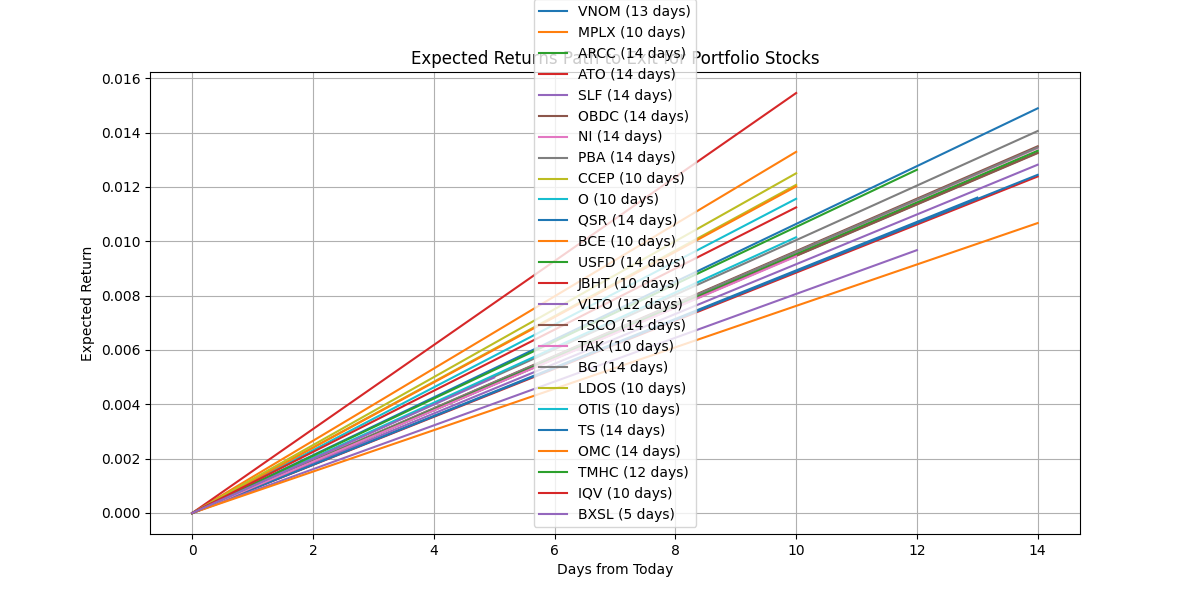 VNOM (13 days)
MPLX (10 days)
ARCC (14 days)
Expected Returns Path to Exit for Portfolio Stocks
ATO (14 days)
SLF (14 days)
OBDC (14 days)
NI (14 days)
PBA (14 days)
CCEP (10 days)
O (10 days)
QSR (14 days)
BCE (10 days)
USFD (14 days)
JBHT (10 days)
VLTO (12 days)
TSCO (14 days)
TAK (10 days)
BG (14 days)
LDOS (10 days)
OTIS (10 days)
TS (14 days)
OMC (14 days)
TMHC (12 days)
IQV (10 days)
BXSL (5 days)
0.016
0.014
0.012
0.010
0.008
0.006
0.004
0.002
0.000
Expected Return
0 2 4 6 8 10 12 14
Days from Today